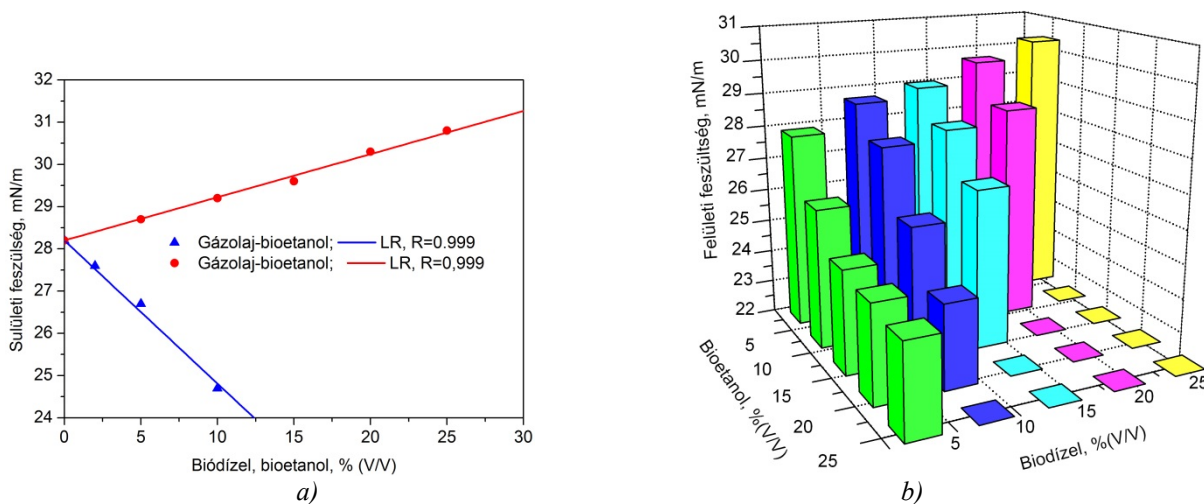 32
31
30
29
28
27
26
25
24
Sulületi feszülség, mN/m
Gázolaj-bioetanol; LR, R=0.999
Gázolaj-bioetanol; LR, R=0,999
0 5 10 15 20 25 30
Biódízel, bioetanol, % (V/V)
a)
31
30
29
28
27
26
25
24
23
22
Felületi feszültség, mN/m
5
10
15
20
25
Bioetanol, %(V/V)
5
10
15
20
25
Biodízel, %(V/V)
b)